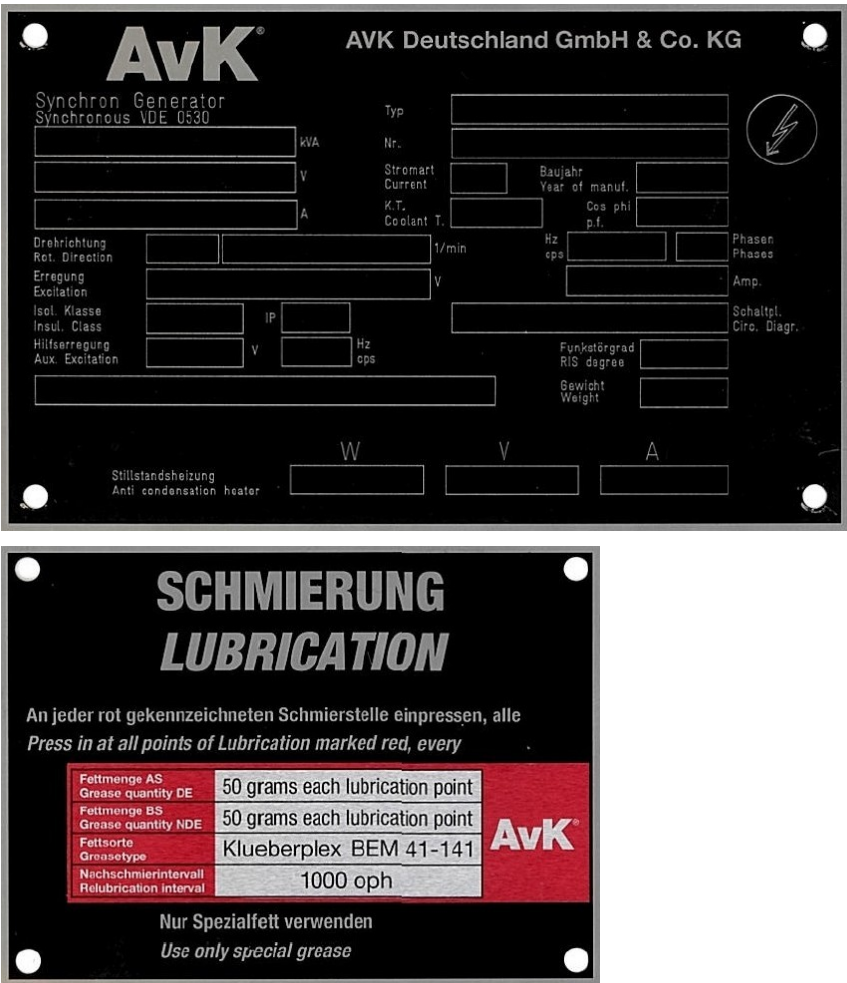 AvK®
AVK Deutschland GmbH & Co. KG
Synchron Generator
Synchronous VDE 0530
kVA
V
A
Typ
Nr.
Stromart
Current
Baujahr
Year of manuf.
K.T.
Coolant T.
Cos phi
p.f.
Drehrichtung
Rot. Direction
1/min
Hz
cps
Phasen
Phases
Erregung
Excitation
V
Amp.
Isol. Klasse
Insul. Class
IP
Schaltpl.
Circ. Diagr.
Hilfserregung
Aux. Excitation
V
Hz
cps
Funkstörgrad
RIS degree
Gewicht
Weight
W V A
Stillstandsheizung
Anti condensation heater
SCHMIERUNG
LUBRICATION
An jeder rot gekennzeichneten Schmierstelle einpressen, alle
Press in at all points of Lubrication marked red, every
Fettmenge AS
Grease quantity DE
50 grams each lubrication point
Fettmenge BS
Grease quantity NDE
50 grams each lubrication point
Fettsorte
Greasetype
Klueberplex BEM 41-141
Nachschmierintervall
Relubrication interval
1000 oph
AvK®
Nur Spezialfett verwenden
Use only special grease